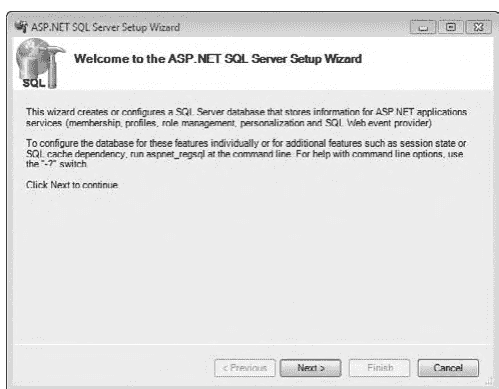 ASP.NET SQL Server Setup Wizard
SQL
Welcome to the ASP.NET SQL Server Setup Wizard
This wizard creates or configures a SQL Server database that stores information for ASP.NET applications
services (membership, profiles, role management, personalization and SQL Web event provider)
To configure the database for these features individually or for additional features such as session state or
SQL cache dependency, run aspnet_regsql at the command line. For help with command line options, use
the "-?" switch.
Click Next to continue.
< Previous
Next >
Finish
Cancel